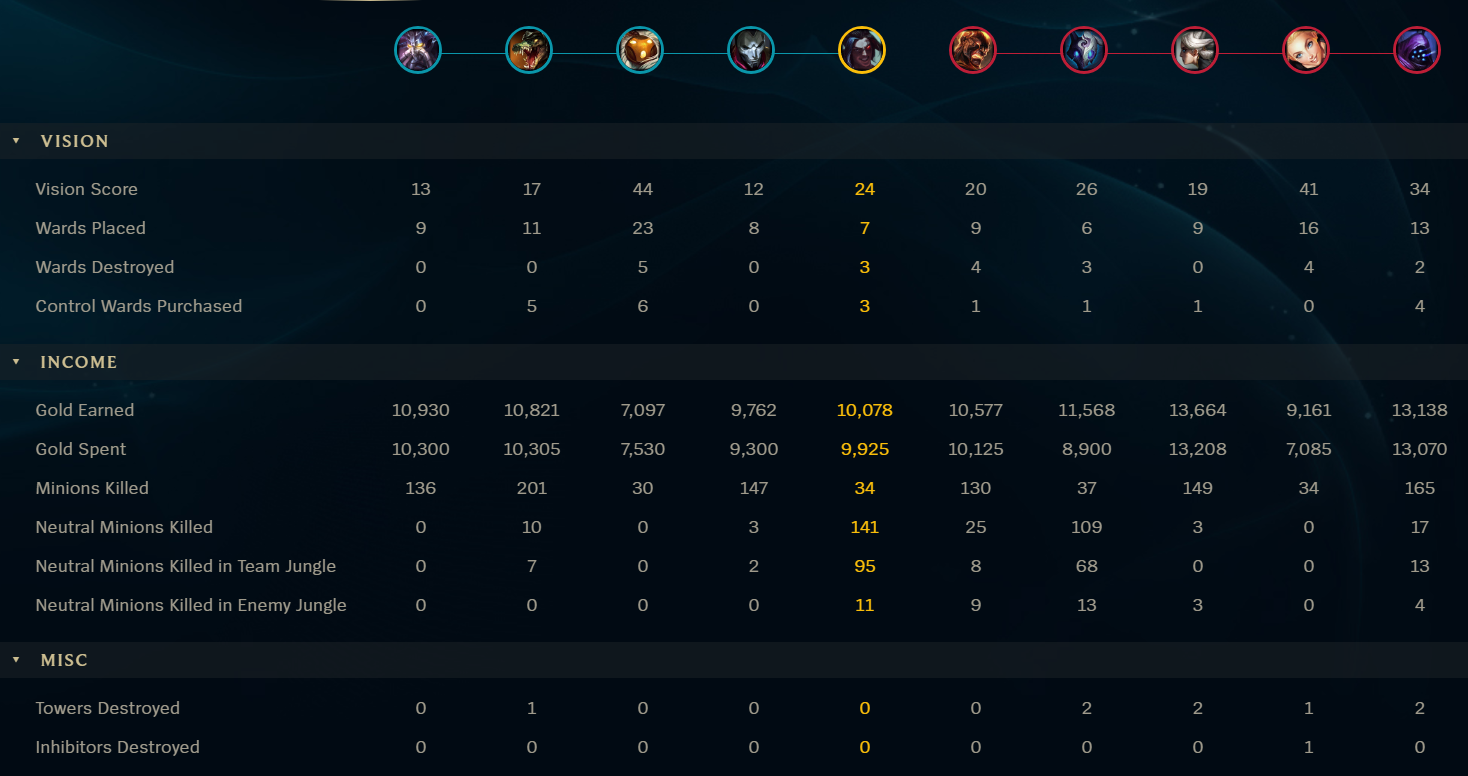 VISION
Vision Score 13 17 44 12 24 20 26 19 41 34
Wards Placed 9 11 23 8 7 9 6 9 16 13
Wards Destroyed 0 0 5 0 3 4 3 0 4 2
Control Wards Purchased 0 5 6 0 3 1 1 1 0 4
INCOME
Gold Earned 10,930 10,821 7,097 9,762 10,078 10,577 11,568 13,664 9,161 13,138
Gold Spent 10,300 10,305 7,530 9,300 9,925 10,125 8,900 13,208 7,085 13,070
Minions Killed 136 201 30 147 34 130 37 149 34 165
Neutral Minions Killed 0 10 0 3 141 25 109 3 0 17
Neutral Minions Killed in Team Jungle 0 7 0 2 95 8 68 0 0 13
Neutral Minions Killed in Enemy Jungle 0 0 0 0 11 9 13 3 0 4
MISC
Towers Destroyed 0 1 0 0 0 0 2 2 1 2
Inhibitors Destroyed 0 0 0 0 0 0 0 0 1 0